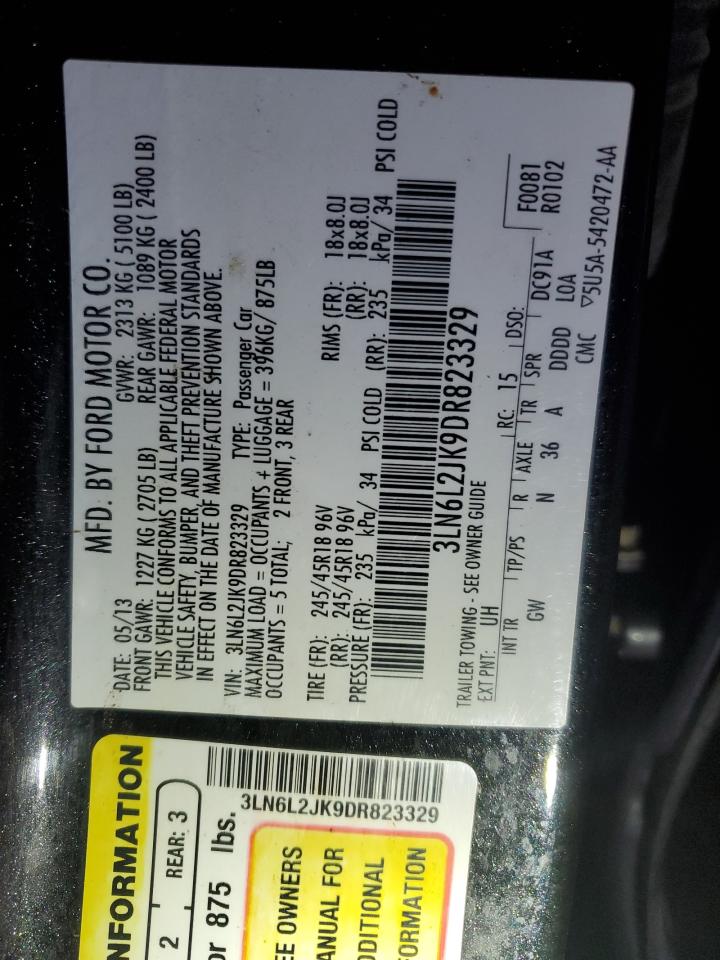 MFD. BY FORD MOTOR CO.
DATE: 05/13 GVWR: 2313 KG ( 5100 LB)
FRONT GAWR: 1227 KG ( 2705 LB) REAR GAWR: 1089 KG ( 2400 LB)
THIS VEHICLE CONFORMS TO ALL APPLICABLE FEDERAL MOTOR
VEHICLE SAFETY, BUMPER, AND THEFT PREVENTION STANDARDS
IN EFFECT ON THE DATE OF MANUFACTURE SHOWN ABOVE.
VIN: 3LN6L2JK9DR823329 TYPE: Passenger Car
MAXIMUM LOAD = OCCUPANTS + LUGGAGE = 396KG/ 875LB
OCCUPANTS = 5 TOTAL; 2 FRONT, 3 REAR
TIRE (FR): 245/45R18 96V RIMS (FR): 18x8.0J
(RR): 245/45R18 96V (RR): 18x8.0J
PRESSURE (FR): 235 kPa/ 34 PSI COLD (RR): 235 kPa/ 34 PSI COLD
3LN6L2JK9DR823329
TRAILER TOWING - SEE OWNER GUIDE
EXT PNT: UH RC: 15 DSO: F0081
R0102
INT TR TP/PS R AXLE TR SPR DC91A
GW N 36 A DDDD LOA
CMC ▽5U5A-5420472-AA
NFORMATION
2 REAR: 3
or 875 lbs.
3LN6L2JK9DR823329
EE OWNERS
ANUAL FOR
DDITIONAL
FORMATION